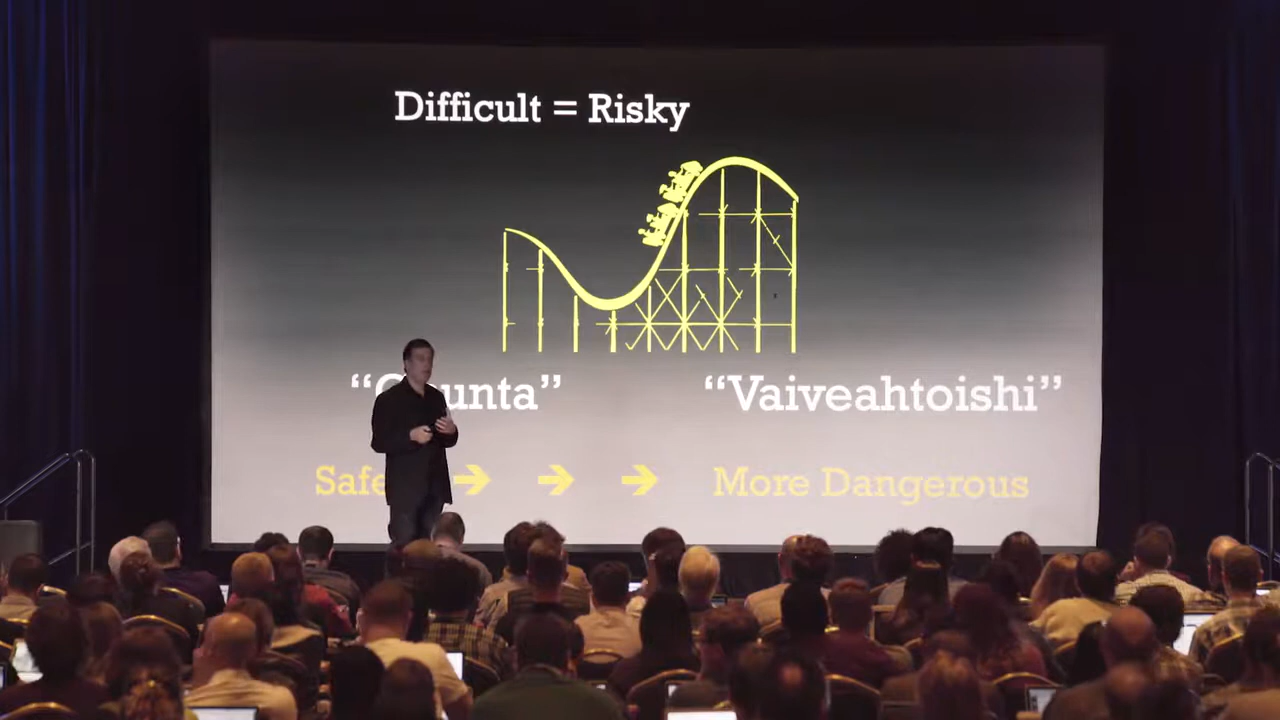 Difficult = Risky
“Vaiveahtoishi”
More Dangerous